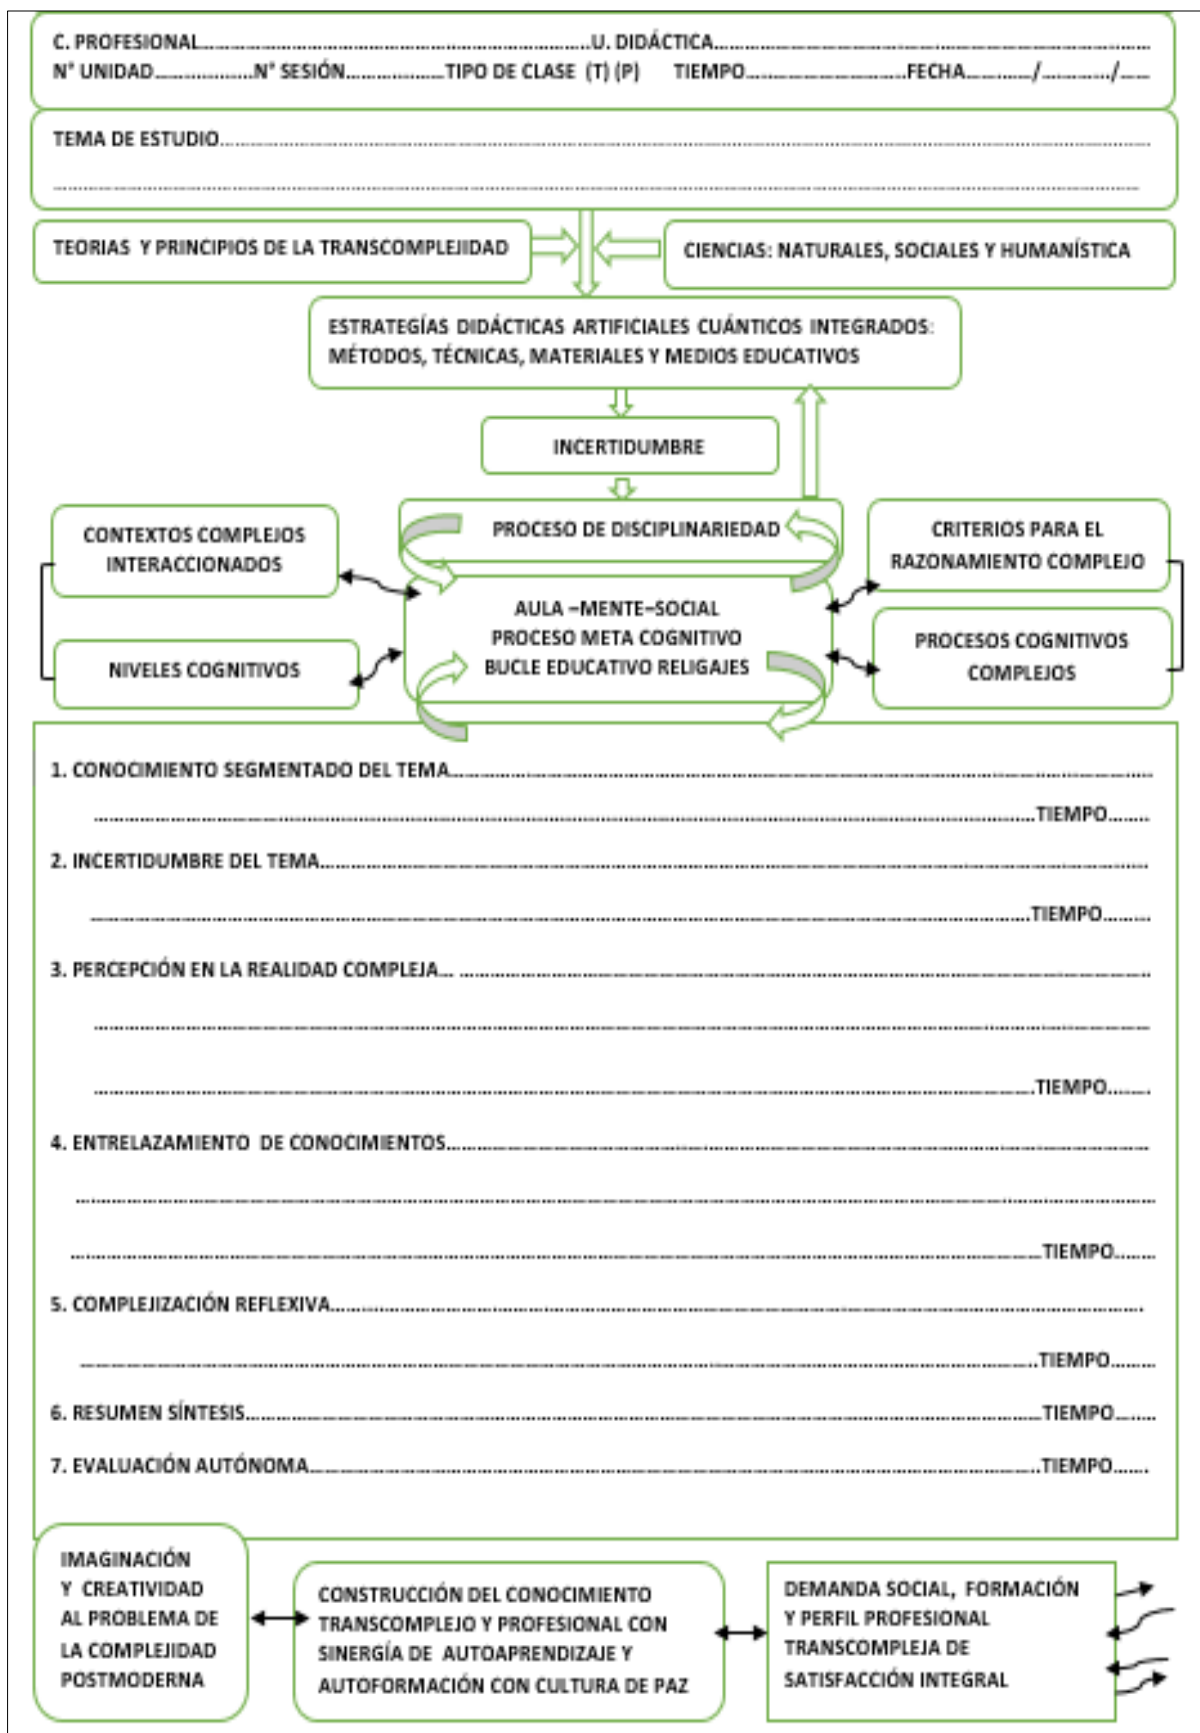 C. PROFESIONAL..............................U. DIDÁCTICA..............................
N° UNIDAD..........N° SESIÓN..........TIPO DE CLASE (T) (P) TIEMPO..........FECHA........../........../......
TEMA DE ESTUDIO..............................
..............................
TEORIAS Y PRINCIPIOS DE LA TRANSCOMPLEJIDAD
CIENCIAS: NATURALES, SOCIALES Y HUMANÍSTICA
ESTRATEGÍAS DIDÁCTICAS ARTIFICIALES CUÁNTICOS INTEGRADOS:
MÉTODOS, TÉCNICAS, MATERIALES Y MEDIOS EDUCATIVOS
INCERTIDUMBRE
PROCESO DE DISCIPLINARIEDAD
CONTEXTOS COMPLEJOS
INTERACCIONADOS
CRITERIOS PARA EL
RAZONAMIENTO COMPLEJO
AULA –MENTE–SOCIAL
PROCESO META COGNITIVO
BUCLE EDUCATIVO RELIGAJES
NIVELES COGNITIVOS
PROCESOS COGNITIVOS
COMPLEJOS
1. CONOCIMIENTO SEGMENTADO DEL TEMA..............................
..............................TIEMPO........
2. INCERTIDUMBRE DEL TEMA..............................
..............................TIEMPO.........
3. PERCEPCIÓN EN LA REALIDAD COMPLEJA... ..............................
..............................
..............................TIEMPO.........
4. ENTRELAZAMIENTO DE CONOCIMIENTOS..............................
..............................
..............................TIEMPO........
5. COMPLEJIZACIÓN REFLEXIVA..............................
..............................TIEMPO.........
6. RESUMEN SÍNTESIS..............................TIEMPO........
7. EVALUACIÓN AUTÓNOMA..............................TIEMPO.......
IMAGINACIÓN
Y CREATIVIDAD
AL PROBLEMA DE
LA COMPLEJIDAD
POSTMODERNA
CONSTRUCCIÓN DEL CONOCIMIENTO
TRANSCOMPLEJO Y PROFESIONAL CON
SINERGÍA DE AUTOAPRENDIZAJE Y
AUTOFORMACIÓN CON CULTURA DE PAZ
DEMANDA SOCIAL, FORMACIÓN
Y PERFIL PROFESIONAL
TRANSCOMPLEJA DE
SATISFACCIÓN INTEGRAL